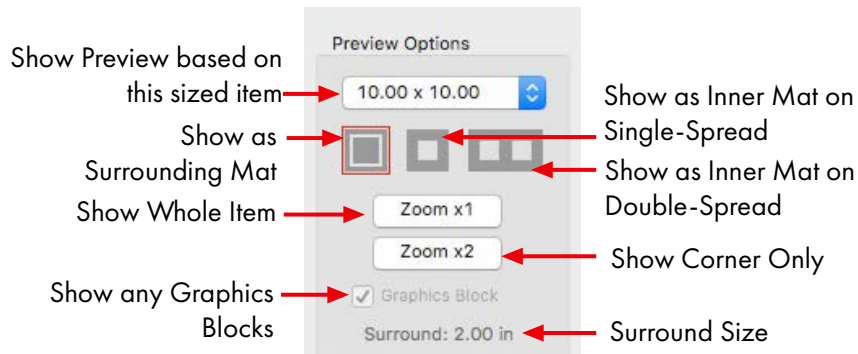 Preview Options
Show Preview based on
this sized item
10.00 x 10.00
Show as
Surrounding Mat
Show as Inner Mat on
Single-Spread
Show as Inner Mat on
Double-Spread
Show Whole Item
Zoom x1
Zoom x2
Show Corner Only
Show any Graphics
Blocks
Graphics Block
Surround: 2.00 in
Surround Size